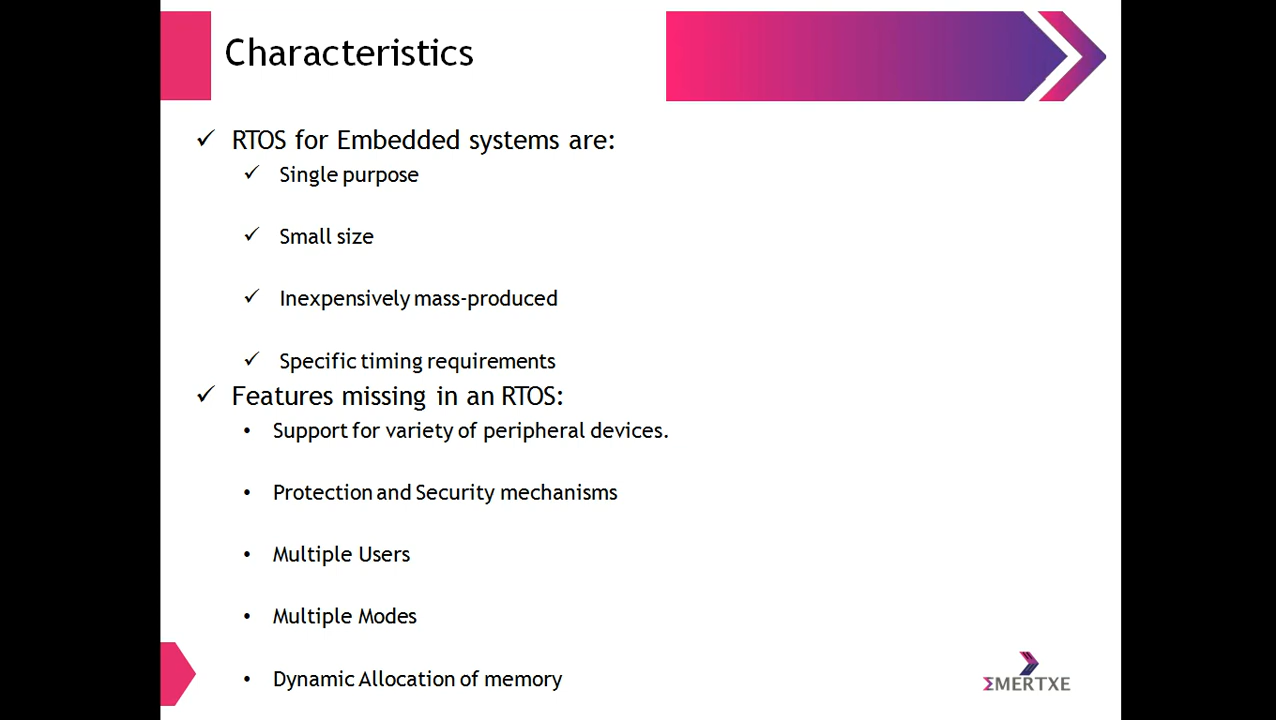 Characteristics
✓ RTOS for Embedded systems are:
✓ Single purpose
✓ Small size
✓ Inexpensively mass-produced
✓ Specific timing requirements
✓ Features missing in an RTOS:
• Support for variety of peripheral devices.
• Protection and Security mechanisms
• Multiple Users
• Multiple Modes
• Dynamic Allocation of memory
ΣMERTXE